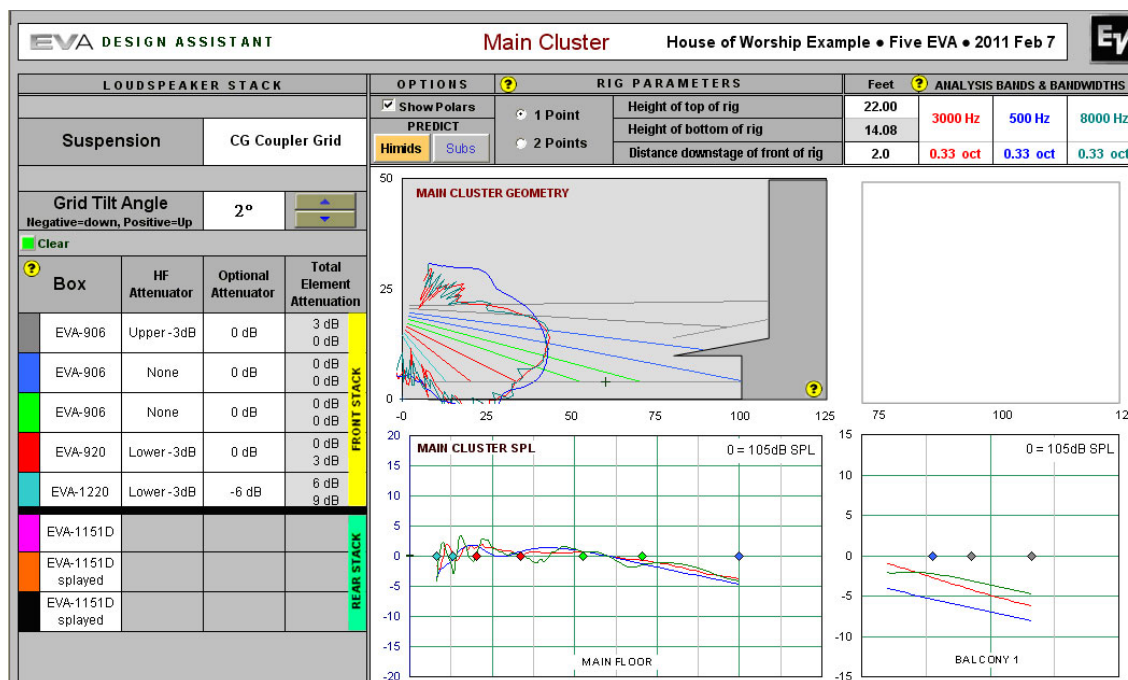 EVA DESIGN ASSISTANT
Main Cluster
House of Worship Example • Five EVA • 2011 Feb 7
EV
LOUDSPEAKER STACK
OPTIONS
?
RIG PARAMETERS
Feet
?
ANALYSIS BANDS & BANDWIDTHS
Suspension
CG Coupler Grid
Show Polars
PREDICT
Himids
Subs
1 Point
2 Points
Height of top of rig
22.00
Height of bottom of rig
14.08
Distance downstage of front of rig
2.0
3000 Hz
500 Hz
8000 Hz
0.33 oct
0.33 oct
0.33 oct
Grid Tilt Angle
Negative=down, Positive=Up
2º
Clear
?
Box
HF Attenuator
Optional Attenuator
Total Element Attenuation
EVA-906
Upper-3dB
0 dB
3 dB
0 dB
EVA-906
None
0 dB
0 dB
0 dB
EVA-906
None
0 dB
0 dB
0 dB
EVA-920
Lower-3dB
0 dB
0 dB
3 dB
EVA-1220
Lower-3dB
-6 dB
6 dB
9 dB
FRONT STACK
EVA-1151D
EVA-1151D
splayed
EVA-1151D
splayed
REAR STACK
MAIN CLUSTER GEOMETRY
50
25
0
-0
25
50
75
100
125
?
75
100
MAIN CLUSTER SPL
0 = 105dB SPL
20
15
10
5
0
-5
-10
-15
-20
MAIN FLOOR
0 = 105dB SPL
15
10
5
0
-5
-10
-15
BALCONY 1